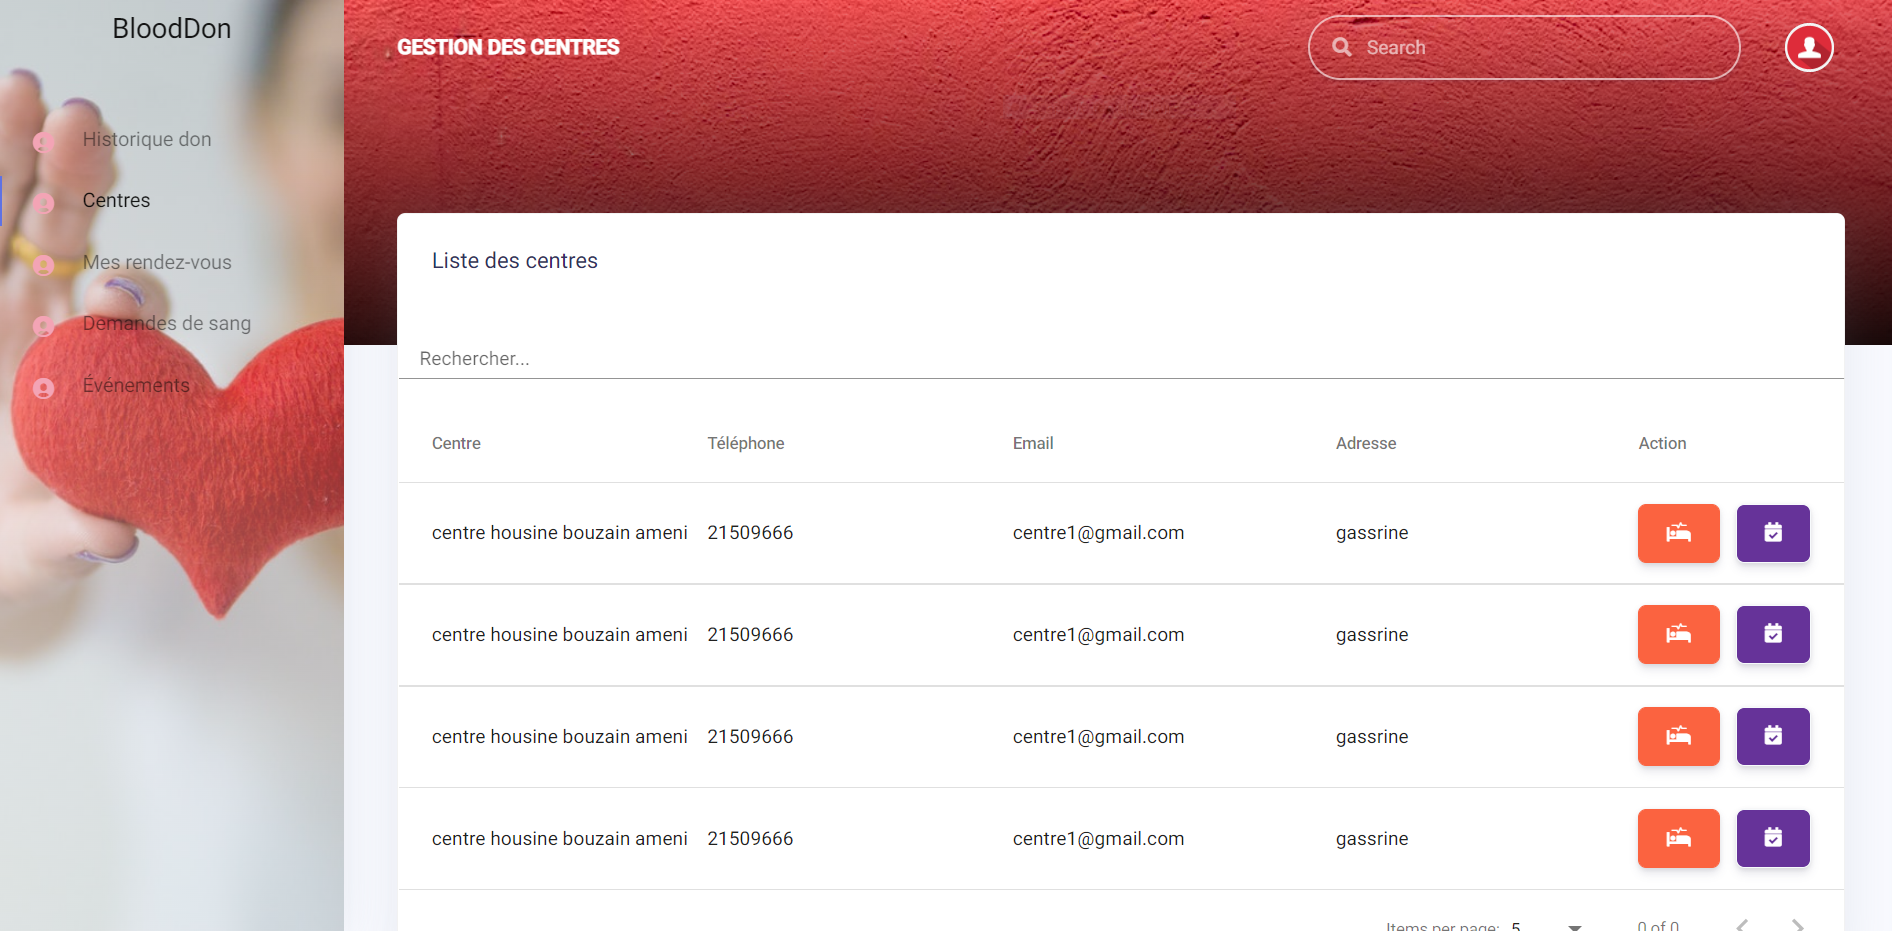 BloodDon
Historique don
Centres
Mes rendez-vous
Demandes de sang
Événements
GESTION DES CENTRES
Search
Liste des centres
Rechercher...
Centre Téléphone Email Adresse Action
centre housine bouzain ameni 21509666 centre1@gmail.com gassrine
centre housine bouzain ameni 21509666 centre1@gmail.com gassrine
centre housine bouzain ameni 21509666 centre1@gmail.com gassrine
centre housine bouzain ameni 21509666 centre1@gmail.com gassrine
Items per page: 5 0 of 0